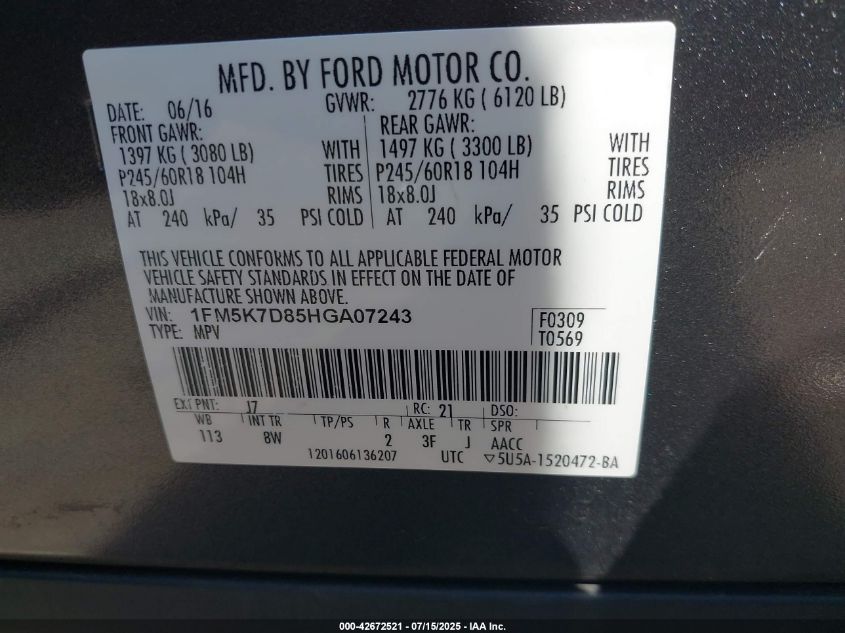 MFD. BY FORD MOTOR CO.
DATE: 06/16 GVWR: 2776 KG ( 6120 LB)
FRONT GAWR: REAR GAWR:
1397 KG ( 3080 LB) WITH 1497 KG ( 3300 LB) WITH
P245/60R18 104H TIRES P245/60R18 104H TIRES
18x8.0J RIMS 18x8.0J RIMS
AT 240 kPa/ 35 PSI COLD AT 240 kPa/ 35 PSI COLD
THIS VEHICLE CONFORMS TO ALL APPLICABLE FEDERAL MOTOR
VEHICLE SAFETY STANDARDS IN EFFECT ON THE DATE OF
MANUFACTURE SHOWN ABOVE.
VIN: 1FM5K7D85HGA07243 F0309
TYPE: MPV T0569
EXT PNT: J7 RC: 21 DSO:
WB INT TR TP/PS R AXLE TR SPR
113 8W 2 3F J AACC
1201606136207 UTC ▽5U5A-1520472-BA
000-42672521 / 07/15/2025 - IAA Inc.